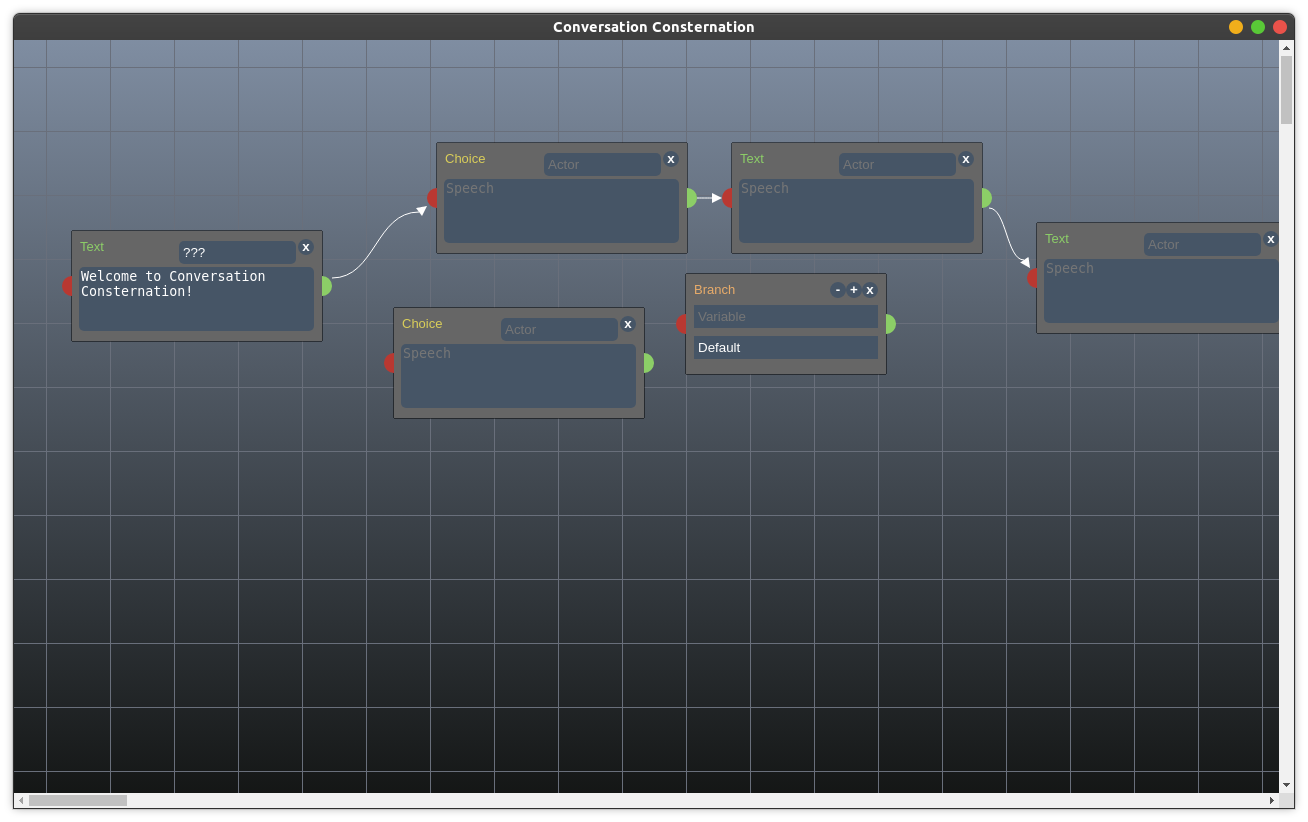 Conversation Consternation
Choice
Actor
x
Speech
Text
Actor
x
Speech
Text
Actor
x
Speech
Text
???
x
Welcome to Conversation
Consternation!
Branch
- + x
Variable
Default
Choice
Actor
x
Speech